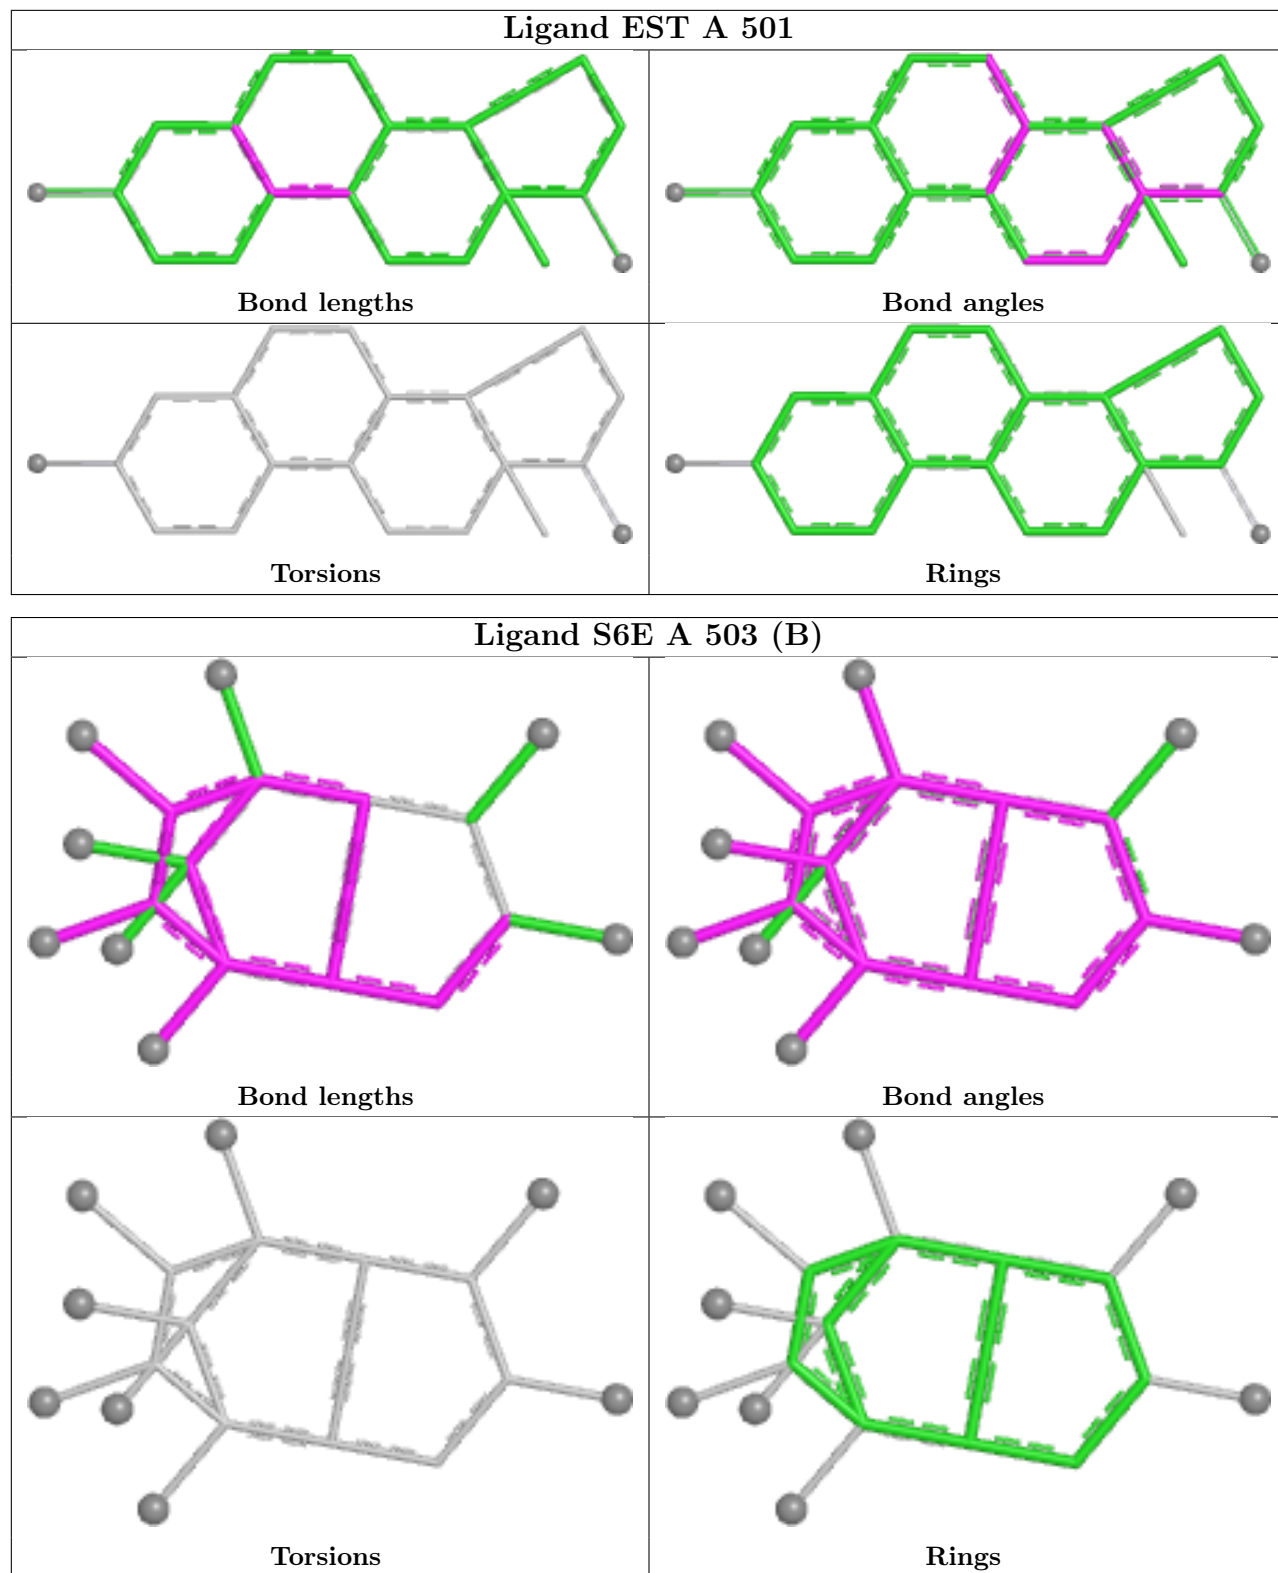 Ligand EST A 501
Bond lengths
Bond angles
Torsions
Rings
Ligand S6E A 503 (B)
Bond lengths
Bond angles
Torsions
Rings